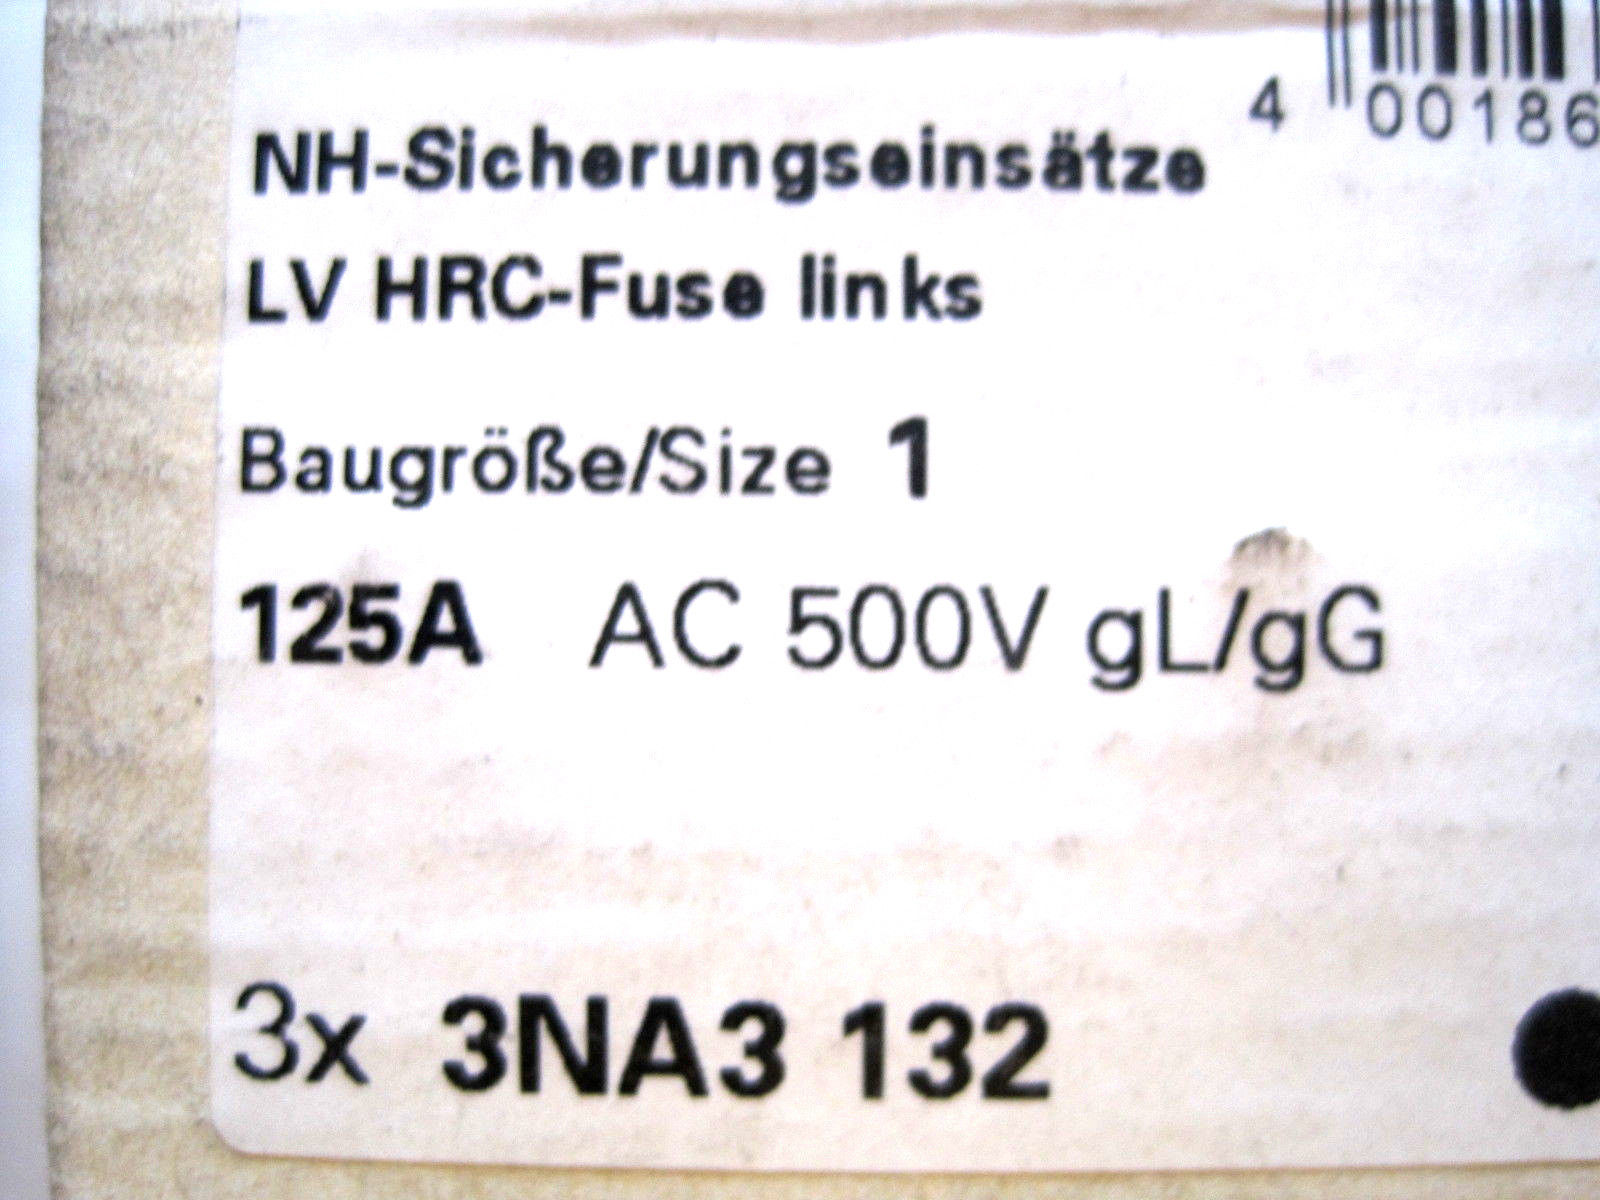 4 00186
NH-Sicherungseinsätze
LV HRC-Fuse links
Baugröße/Size 1
125A AC 500V gL/gG
3x 3NA3 132